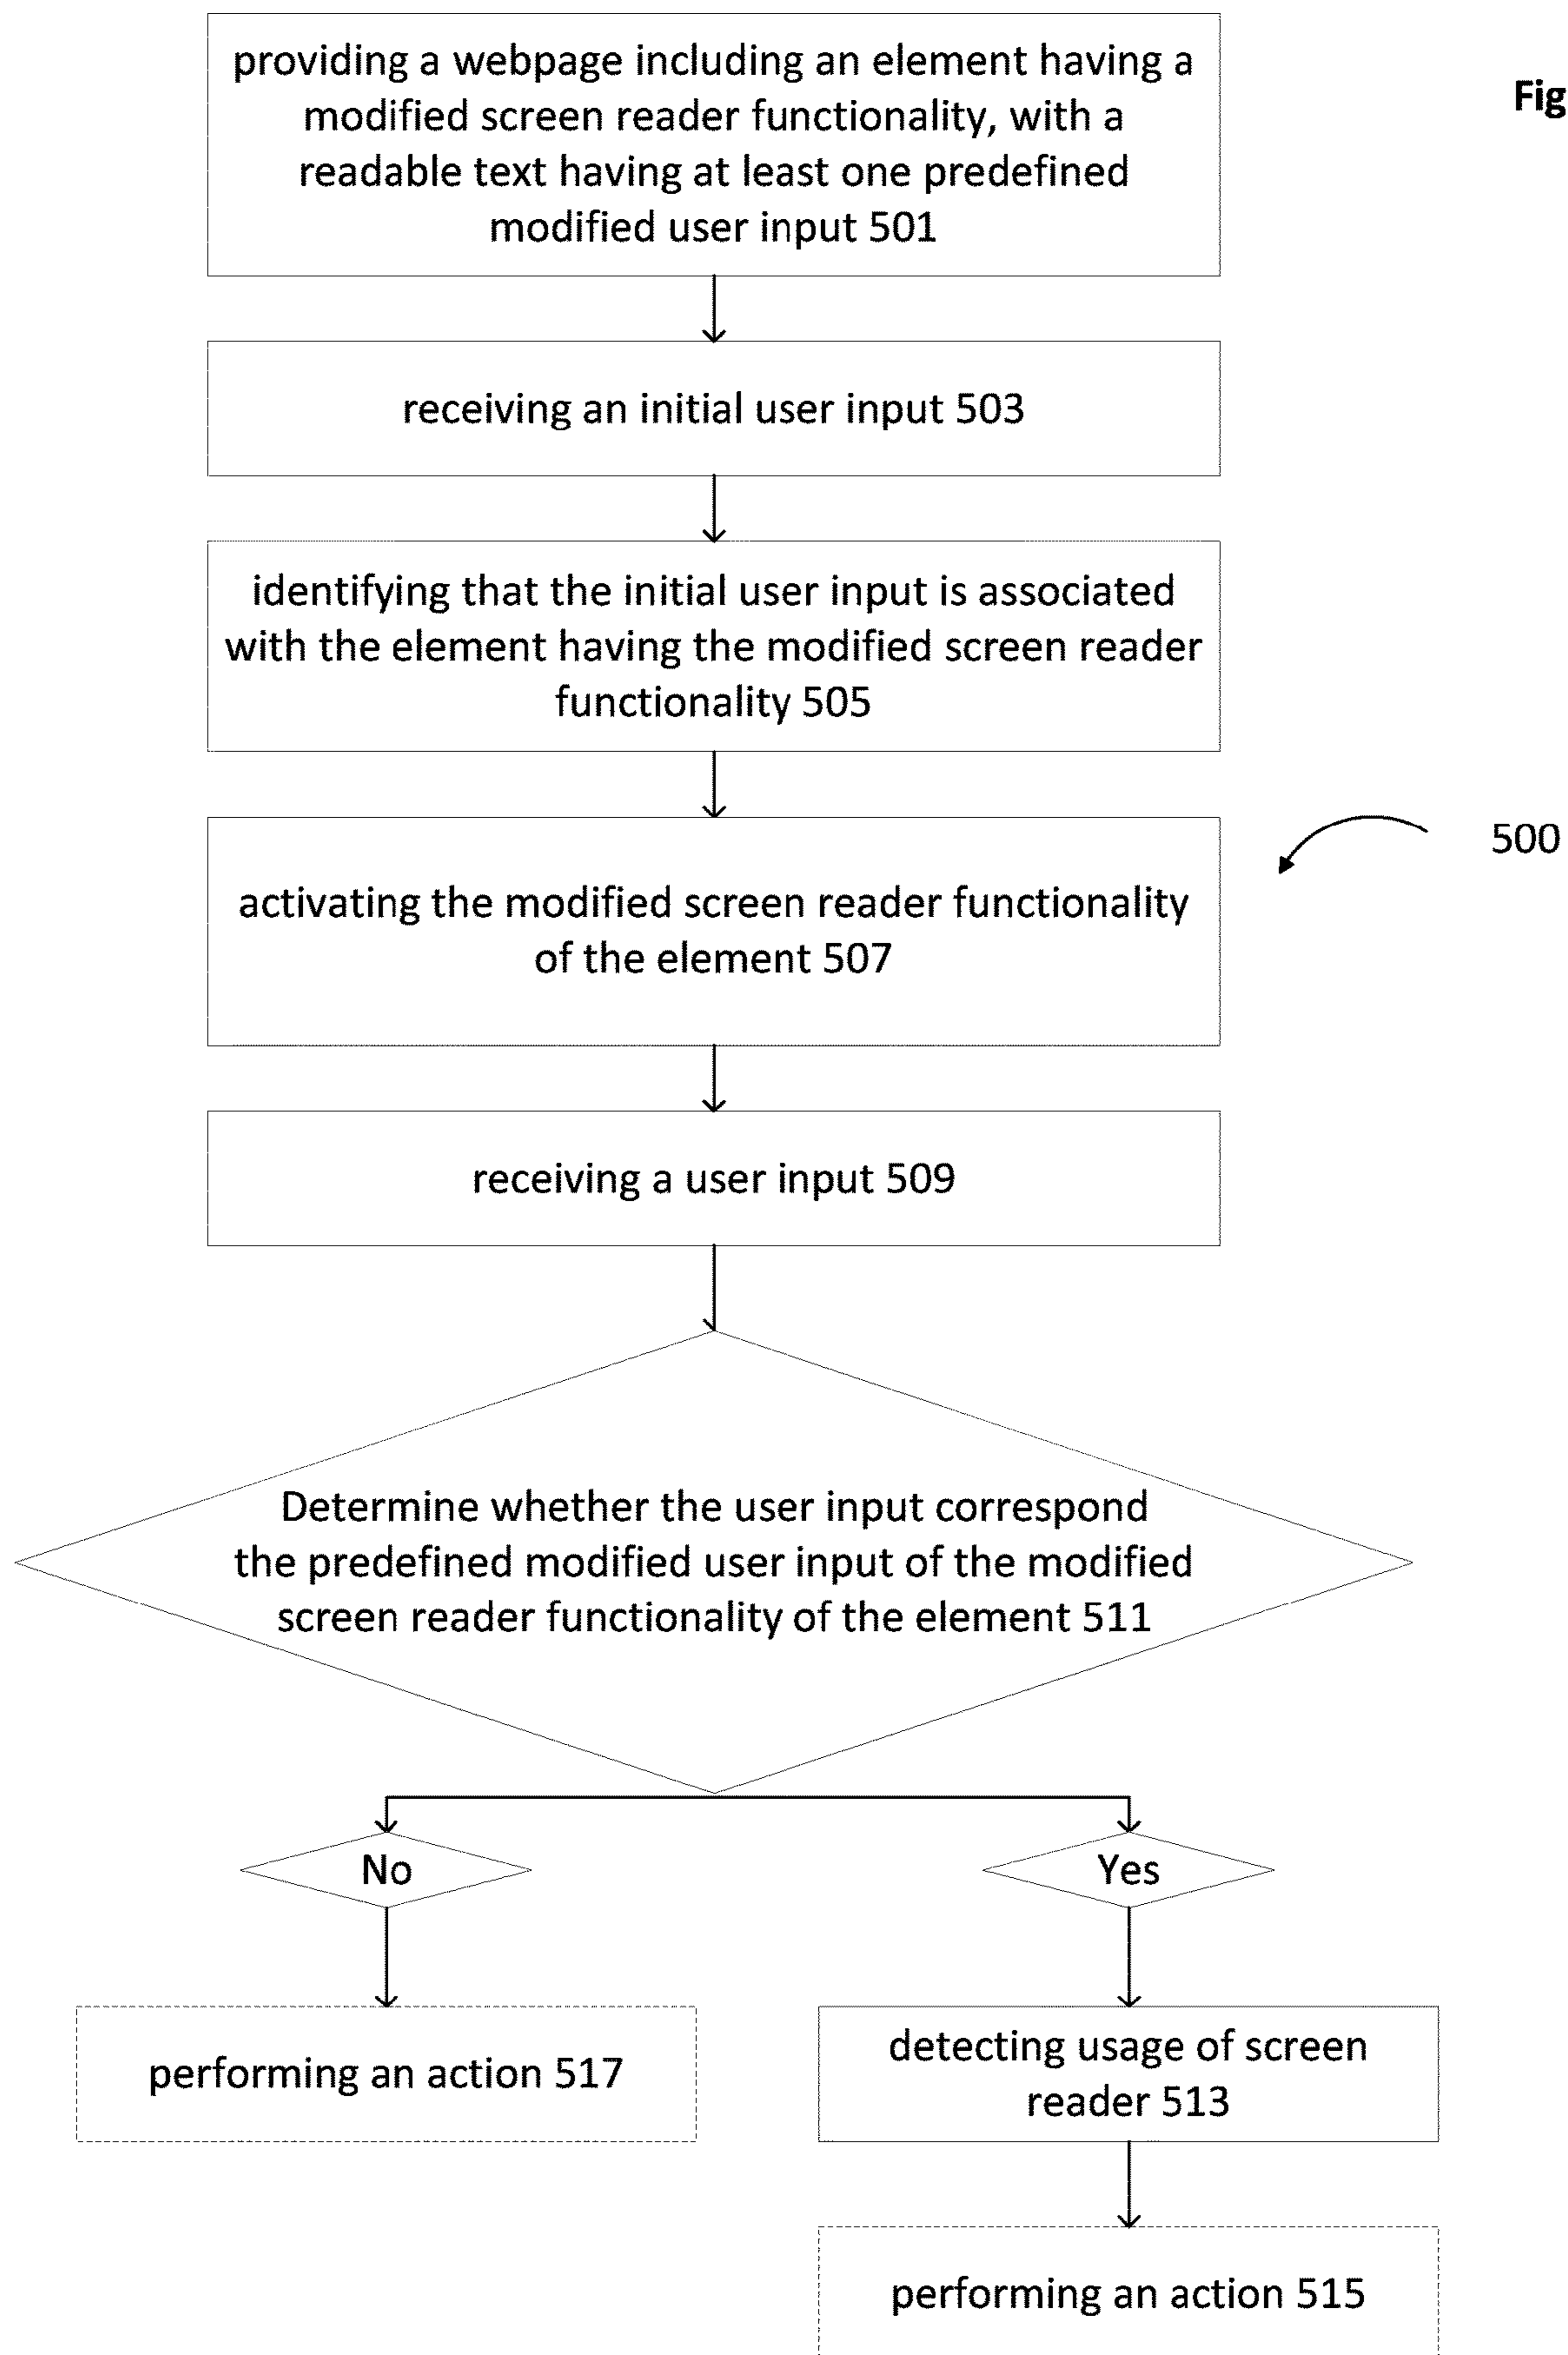 providing a webpage including an element having a
modified screen reader functionality, with a
readable text having at least one predefined
modified user input 501
Fig
receiving an initial user input 503
identifying that the initial user input is associated
with the element having the modified screen reader
functionality 505
500
activating the modified screen reader functionality
of the element 507
receiving a user input 509
Determine whether the user input correspond
the predefined modified user input of the modified
screen reader functionality of the element 511
No
Yes
performing an action 517
detecting usage of screen
reader 513
performing an action 515